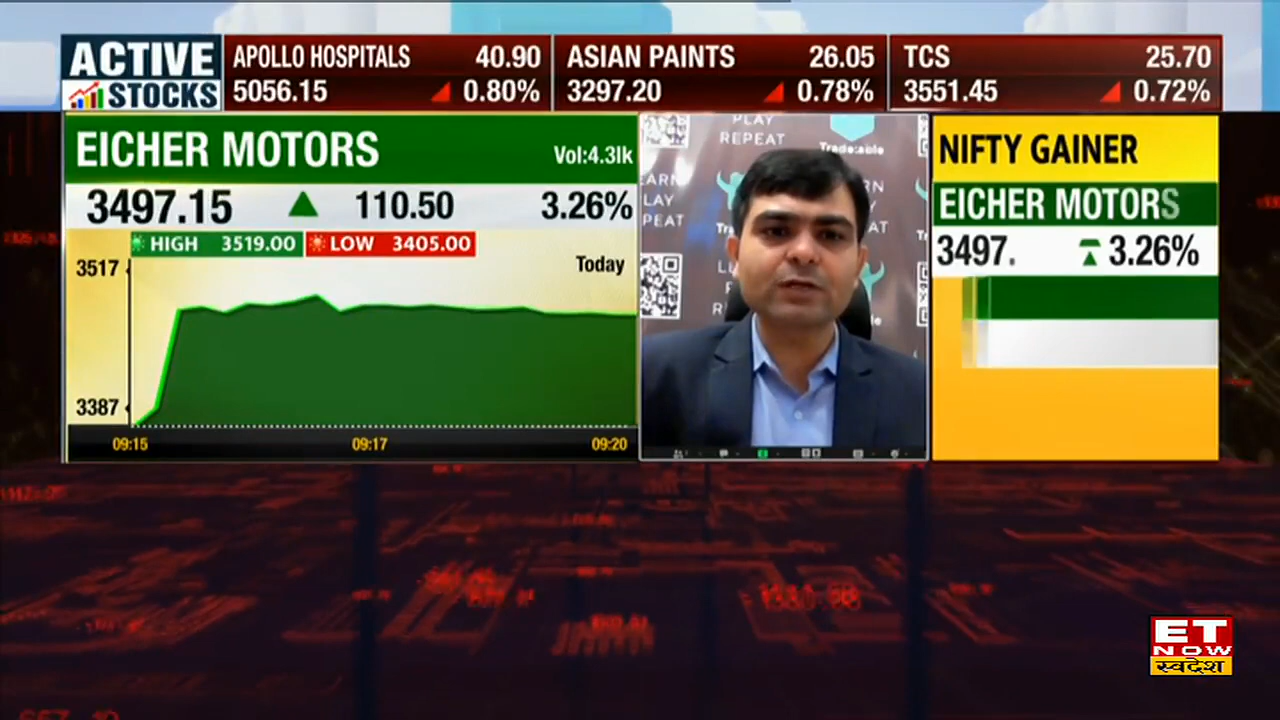 ACTIVE
STOCKS
APOLLO HOSPITALS 40.90
5056.15 0.80%
ASIAN PAINTS 26.05
3297.20 0.78%
TCS 25.70
3551.45 0.72%
EICHER MOTORS Vol:4.3lk
3497.15 110.50 3.26%
HIGH 3519.00 LOW 3405.00
Today
3517
3387
09:15 09:17 09:20
PLAY
REPEAT
NIFTY GAINER
EICHER MOTORS
3497. 3.26%
ET
NOW
स्वदेश